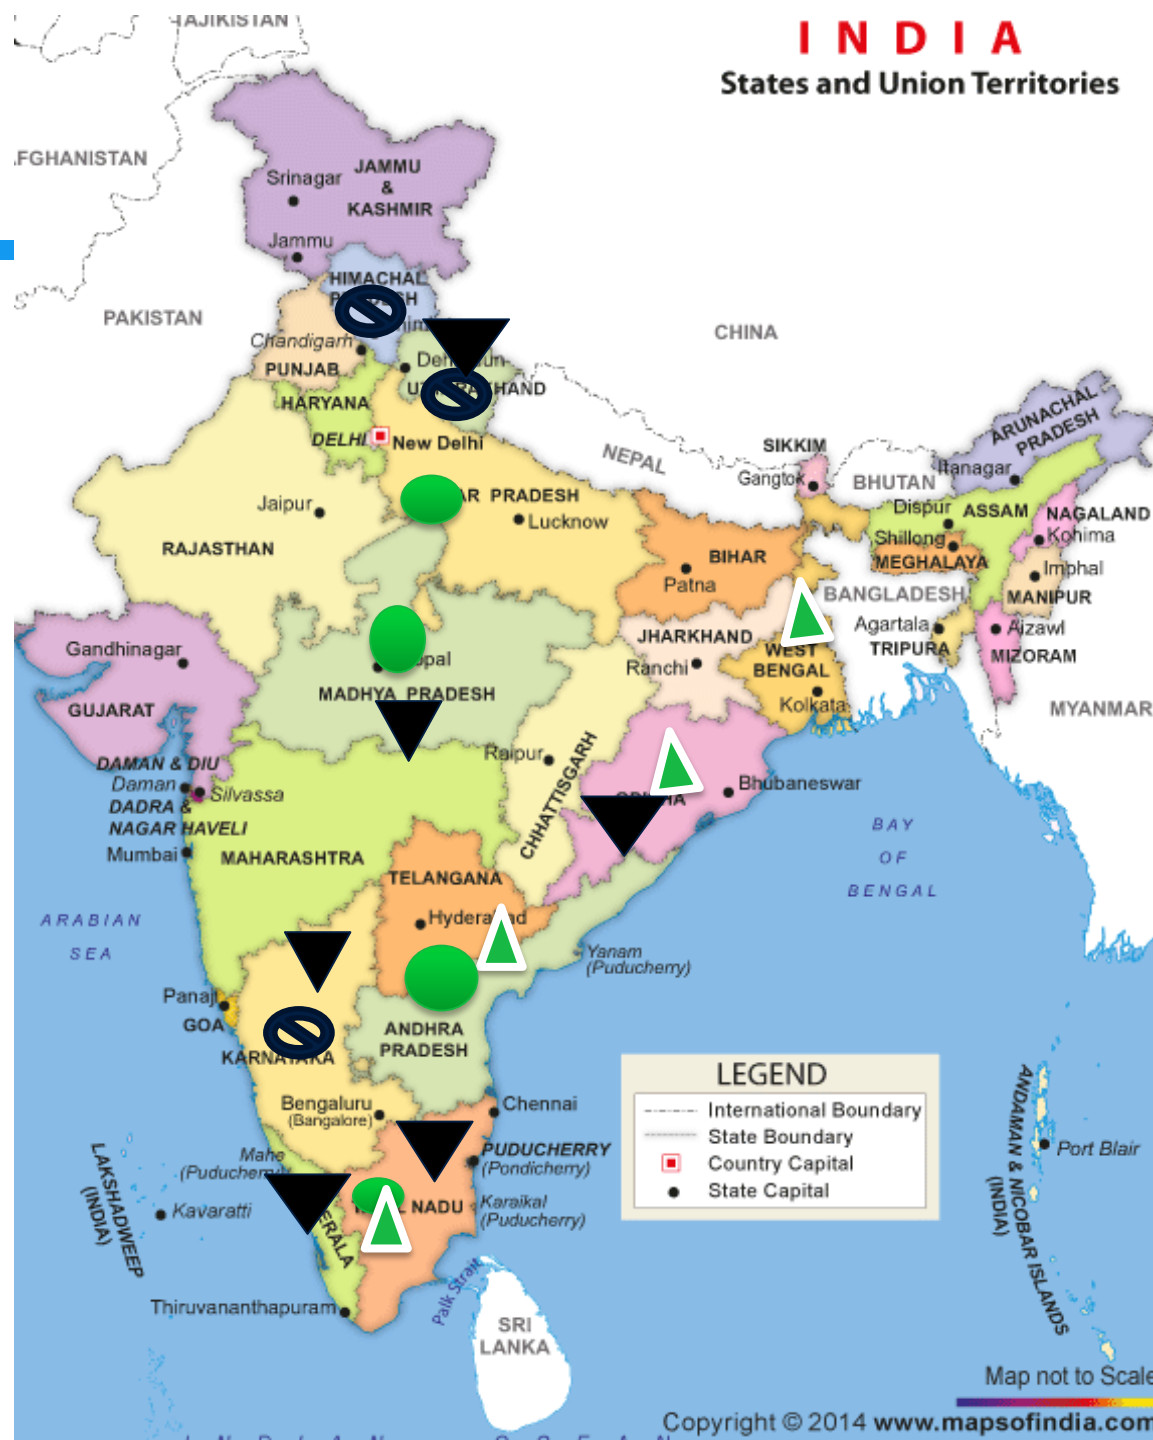 TAJIKISTAN
INDIA
States and Union Territories
AFGHANISTAN
JAMMU
&
KASHMIR
Srinagar
Jammu
HIMACHAL
PAKISTAN
CHINA
Chandigarh
PUNJAB
HARYANA
DELHI
New Delhi
NEPAL
SIKKIM
Gangtok
BHUTAN
ARUNACHAL
PRADESH
Itanagar
Dispur
ASSAM
NAGALAND
Kohima
Shillong
MEGHALAYA
Imphal
MANIPUR
BANGLADESH
Agartala
TRIPURA
Aizawl
MIZORAM
MYANMAR
Jaipur
RAJASTHAN
PRADESH
Lucknow
BIHAR
Patna
JHARKHAND
Ranchi
WEST
BENGAL
Kolkata
Gandhinagar
GUJARAT
MADHYA PRADESH
DAMAN & DIU
Daman
Silvassa
DADRA &
NAGAR HAVELI
Mumbai
MAHARASHTRA
Raipur
CHHATTISGARH
Bhubaneswar
BAY
OF
BENGAL
TELANGANA
ARABIAN
SEA
Yanam
(Puducherry)
Panaji
GOA
KARNATAKA
ANDHRA
PRADESH
Bengaluru
(Bangalore)
Chennai
Mahe
(Puducherry)
PUDUCHERRY
(Pondicherry)
NADU
Karaikal
(Puducherry)
LAKSHADWEEP
(INDIA)
Kavaratti
Thiruvananthapuram
Palk Strait
SRI
LANKA
LEGEND
International Boundary
State Boundary
Country Capital
State Capital
ANDAMAN & NICOBAR ISLANDS
(INDIA)
Port Blair
Map not to Scale
Copyright © 2014 www.mapsofindia.com